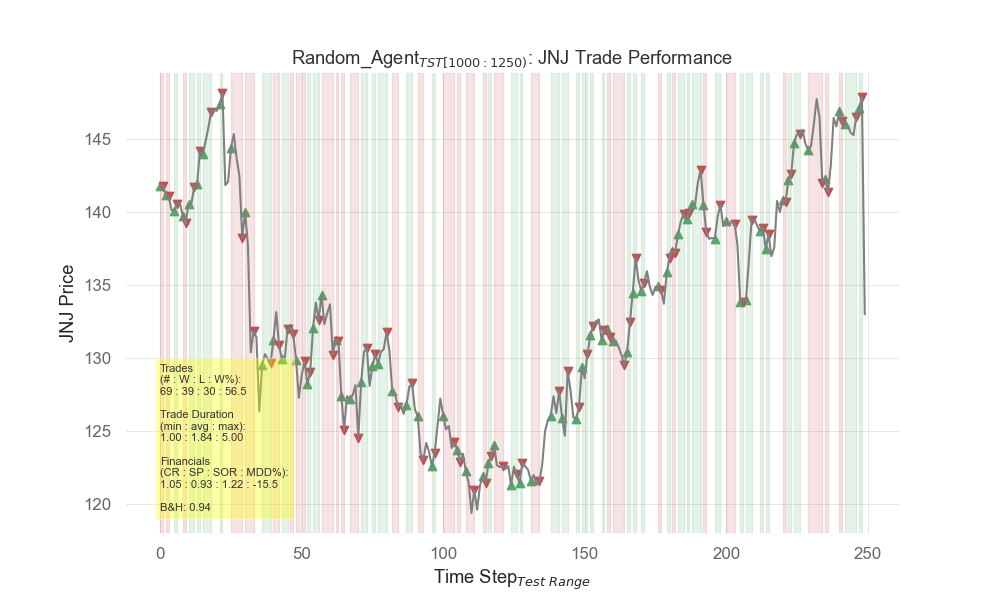 Random_Agent_TST[1000:1250): JNJ Trade Performance
JNJ Price
145
140
135
130
125
120
Trades
(# : W : L : W%):
69 : 39 : 30 : 56.5
Trade Duration
(min : avg : max):
1.00 : 1.84 : 5.00
Financials
(CR : SP : SOR : MDD%):
1.05 : 0.93 : 1.22 : -15.5
B&H: 0.94
0 50 100 150 200 250
Time Step Test Range